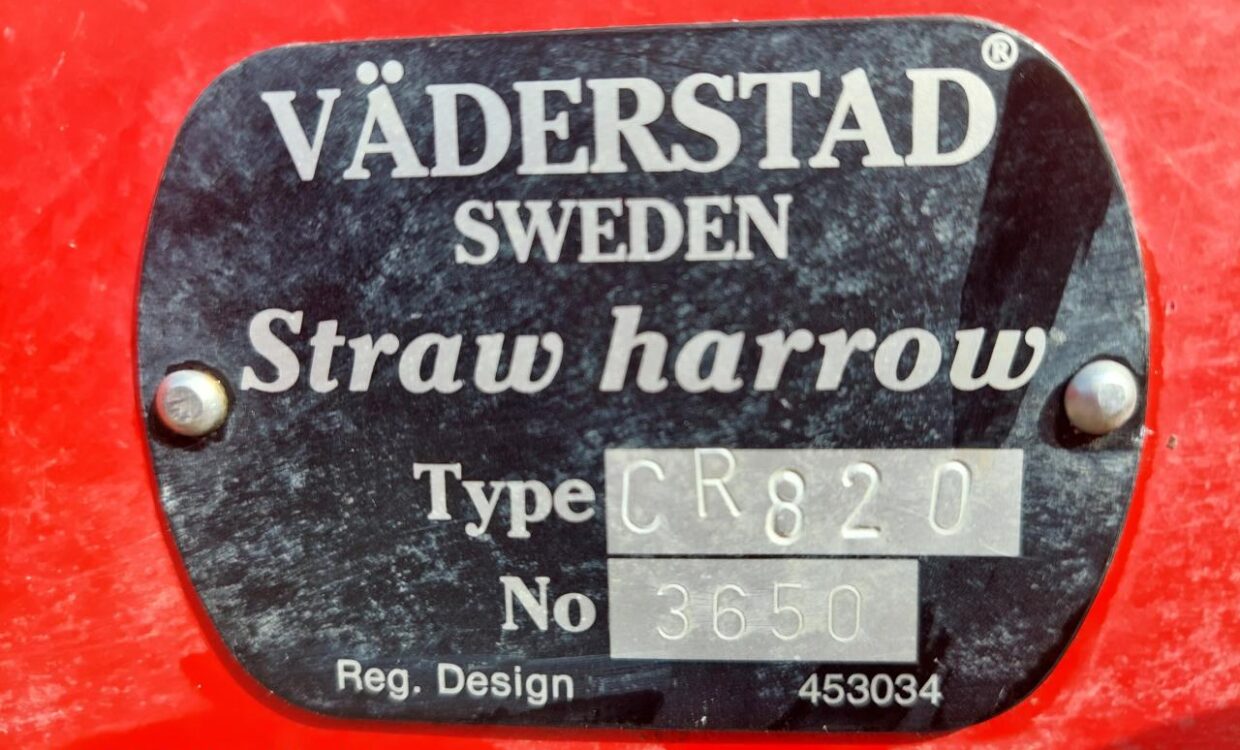 VÄDERSTAD®
SWEDEN
Straw harrow
Type CR820
No 3650
Reg. Design 453034